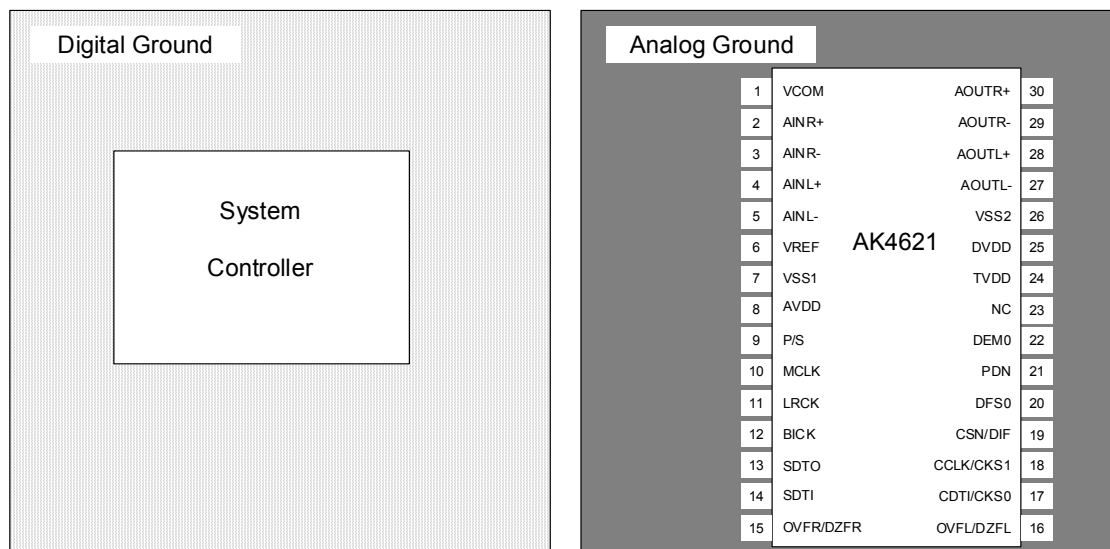 Digital Ground
System
Controller
Analog Ground
AK4621
1 VCOM AOUTR+ 30
2 AINR+ AOUTR- 29
3 AINR- AOUTL+ 28
4 AINL+ AOUTL- 27
5 AINL- VSS2 26
6 VREF DVDD 25
7 VSS1 TVDD 24
8 AVDD NC 23
9 P/S DEM0 22
10 MCLK PDN 21
11 LRCK DFS0 20
12 BICK CSN/DIF 19
13 SDTO CCLK/CKS1 18
14 SDTI CDTI/CKS0 17
15 OVFR/DZFR OVFL/DZFL 16